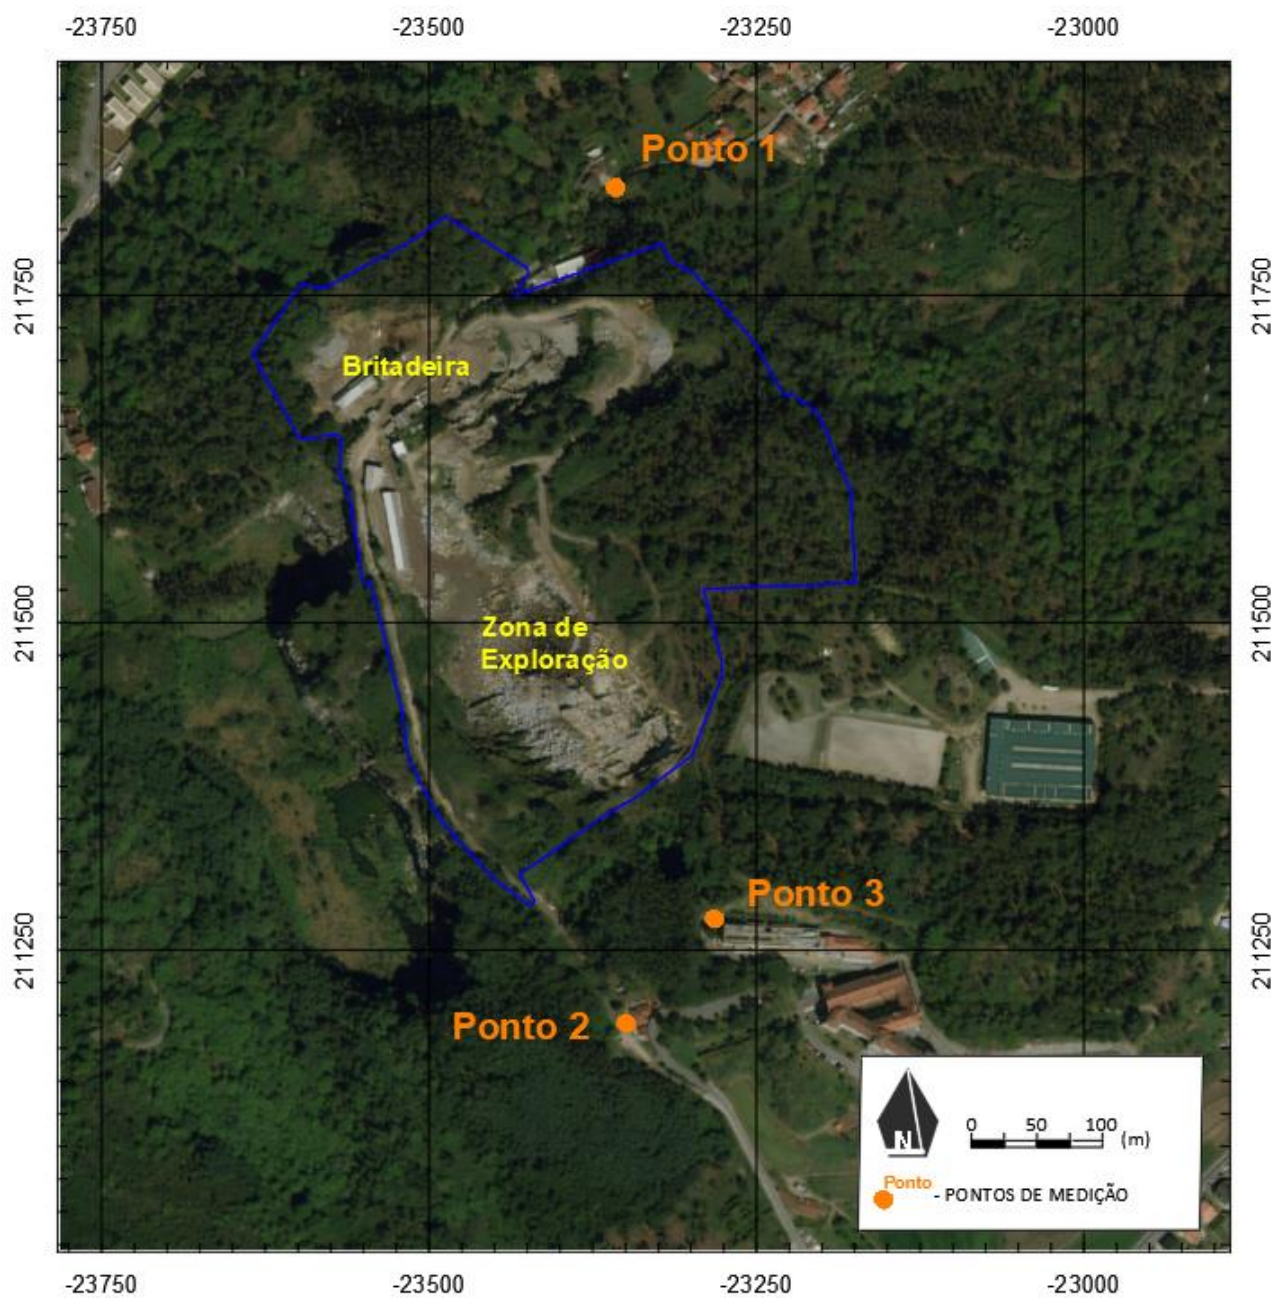 -23750
-23500
-23250
-23000
Ponto 1
211750
211750
Britadeira
211500
211500
Zona de
Exploração
Ponto 3
211250
211250
Ponto 2
N
0
50
100
(m)
Ponto
- PONTOS DE MEDIÇÃO
-23750
-23500
-23250
-23000